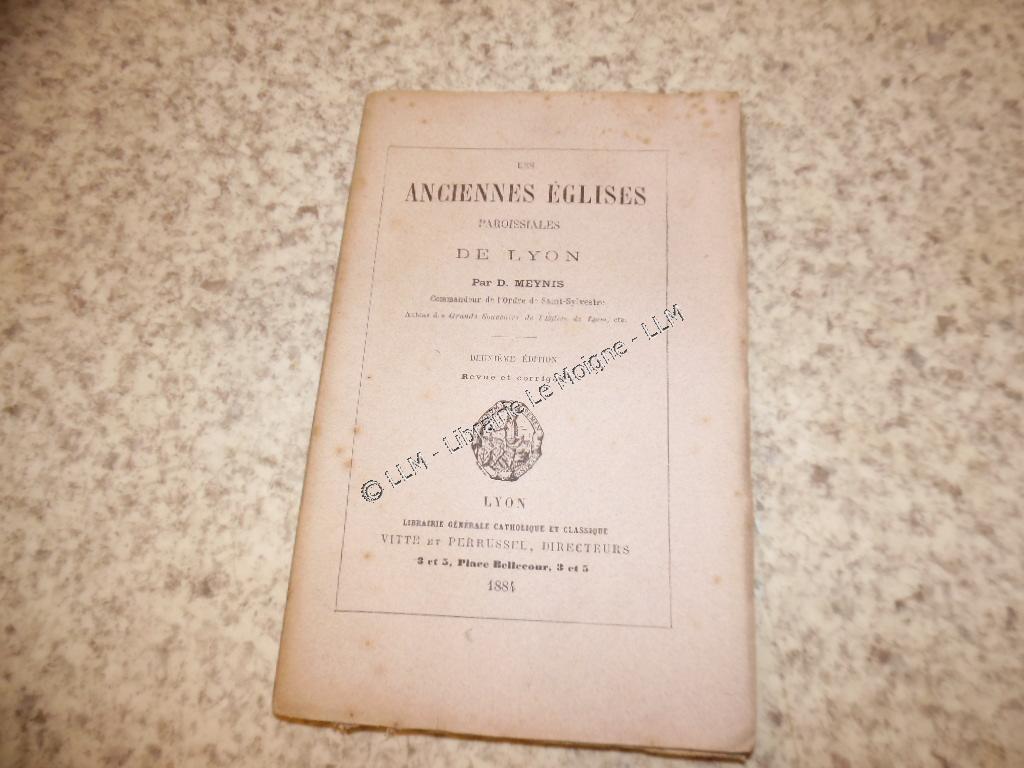 LES
ANCIENNES ÉGLISES
PAROISSIALES
DE LYON
Par D. MEYNIS
Commandeur de l'Ordre de Saint-Sylvestre
Auteur des Grands Souvenirs de l'Église de Lyon, etc.
DEUXIÈME ÉDITION
Revue et corrig
© LLM - Librairie Le Moigne - LLM
LYON
LIBRAIRIE GÉNÉRALE CATHOLIQUE ET CLASSIQUE
VITTE ET PERRUSSEL, DIRECTEURS
3 et 5, Place Bellecour, 3 et 5
1884